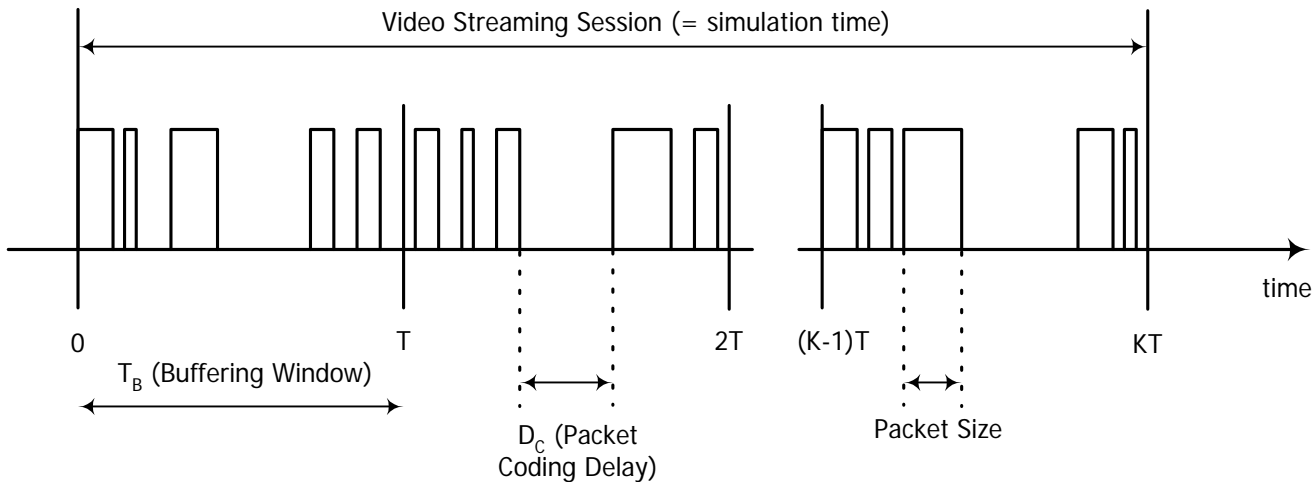 Video Streaming Session (= simulation time)
time
0
T
2T
(K-1)T
KT
T_B (Buffering Window)
D_C (Packet
Coding Delay)
Packet Size